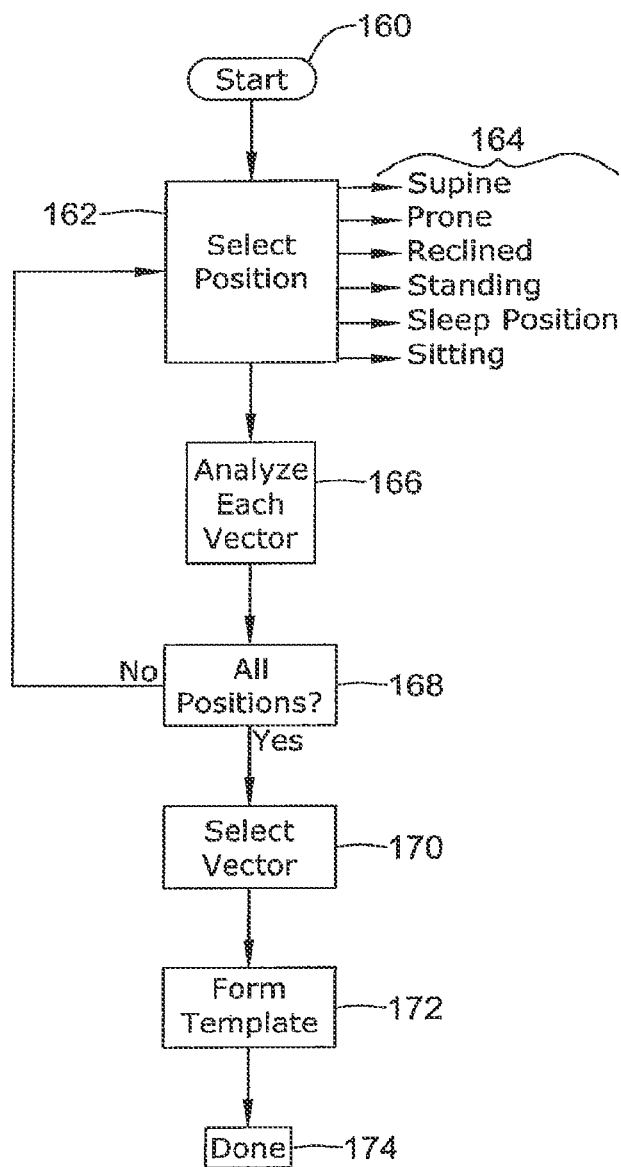 160
Start
164
162
Select
Position
Supine
Prone
Reclined
Standing
Sleep Position
Sitting
Analyze
Each
Vector
166
No
All
Positions?
168
Yes
Select
Vector
170
Form
Template
172
Done
174